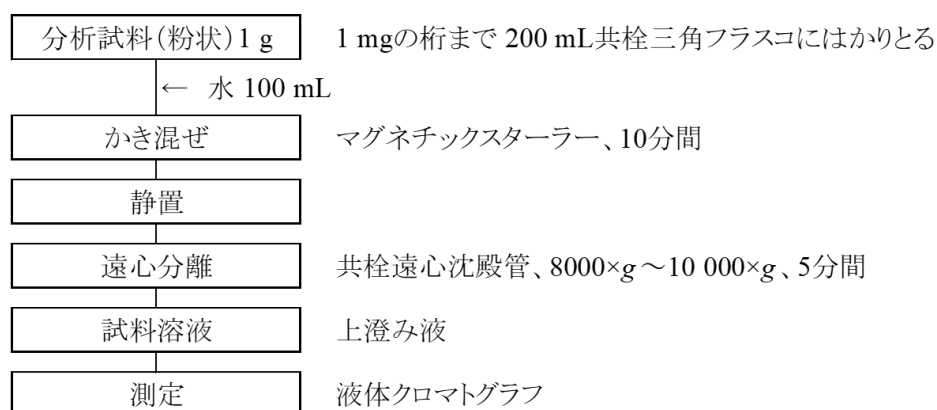 分析試料(粉状)1 g 1 mgの桁まで 200 mL共栓三角フラスコにはかりとる
← 水 100 mL
かき混ぜ マグネチックスターラー、10分間
静置
遠心分離 共栓遠心沈殿管、8000×g～10 000×g、5分間
試料溶液 上澄み液
測定 液体クロマトグラフ